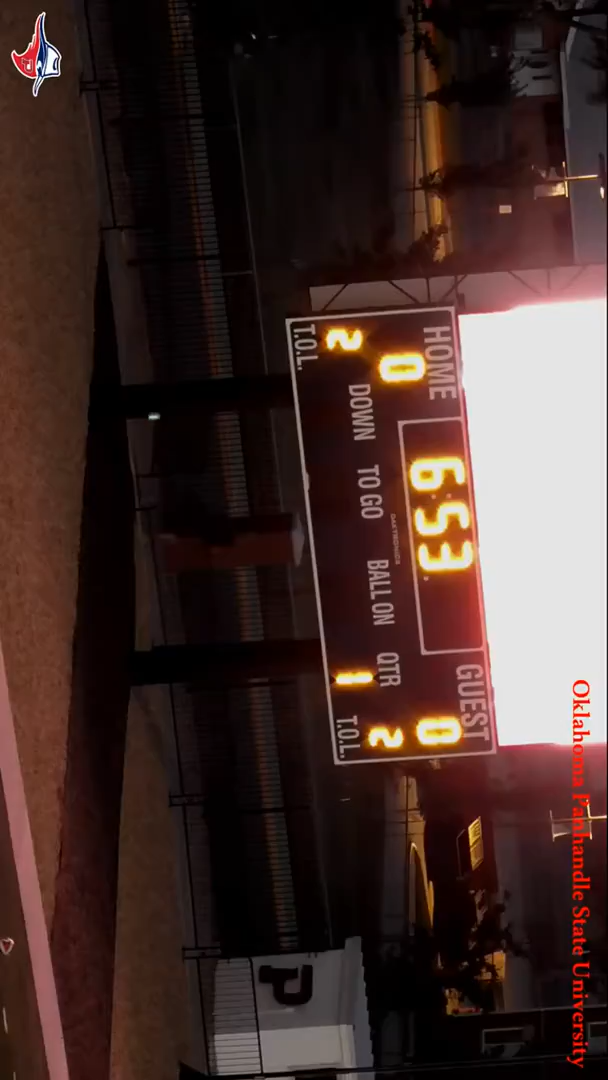 Oklahoma Panhandle State University
HOME
GUEST
6:53
0
0
DAKTRONICS
2
DOWN TO GO BALL ON QTR
2
T.O.L.
1
T.O.L.
P